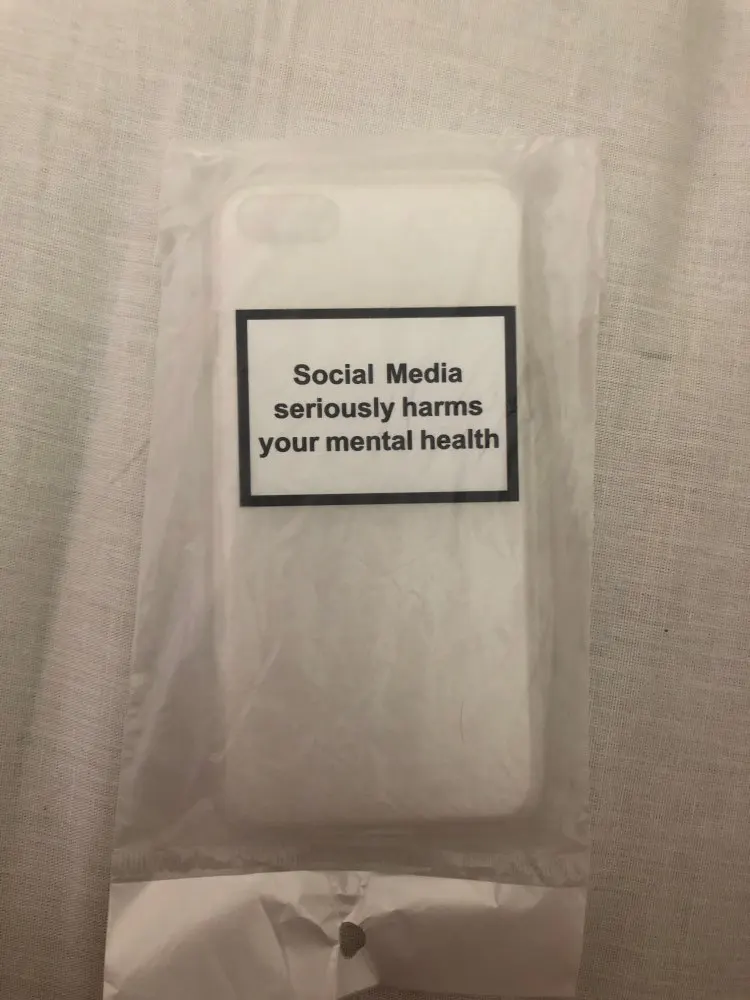 Social Media
seriously harms
your mental health